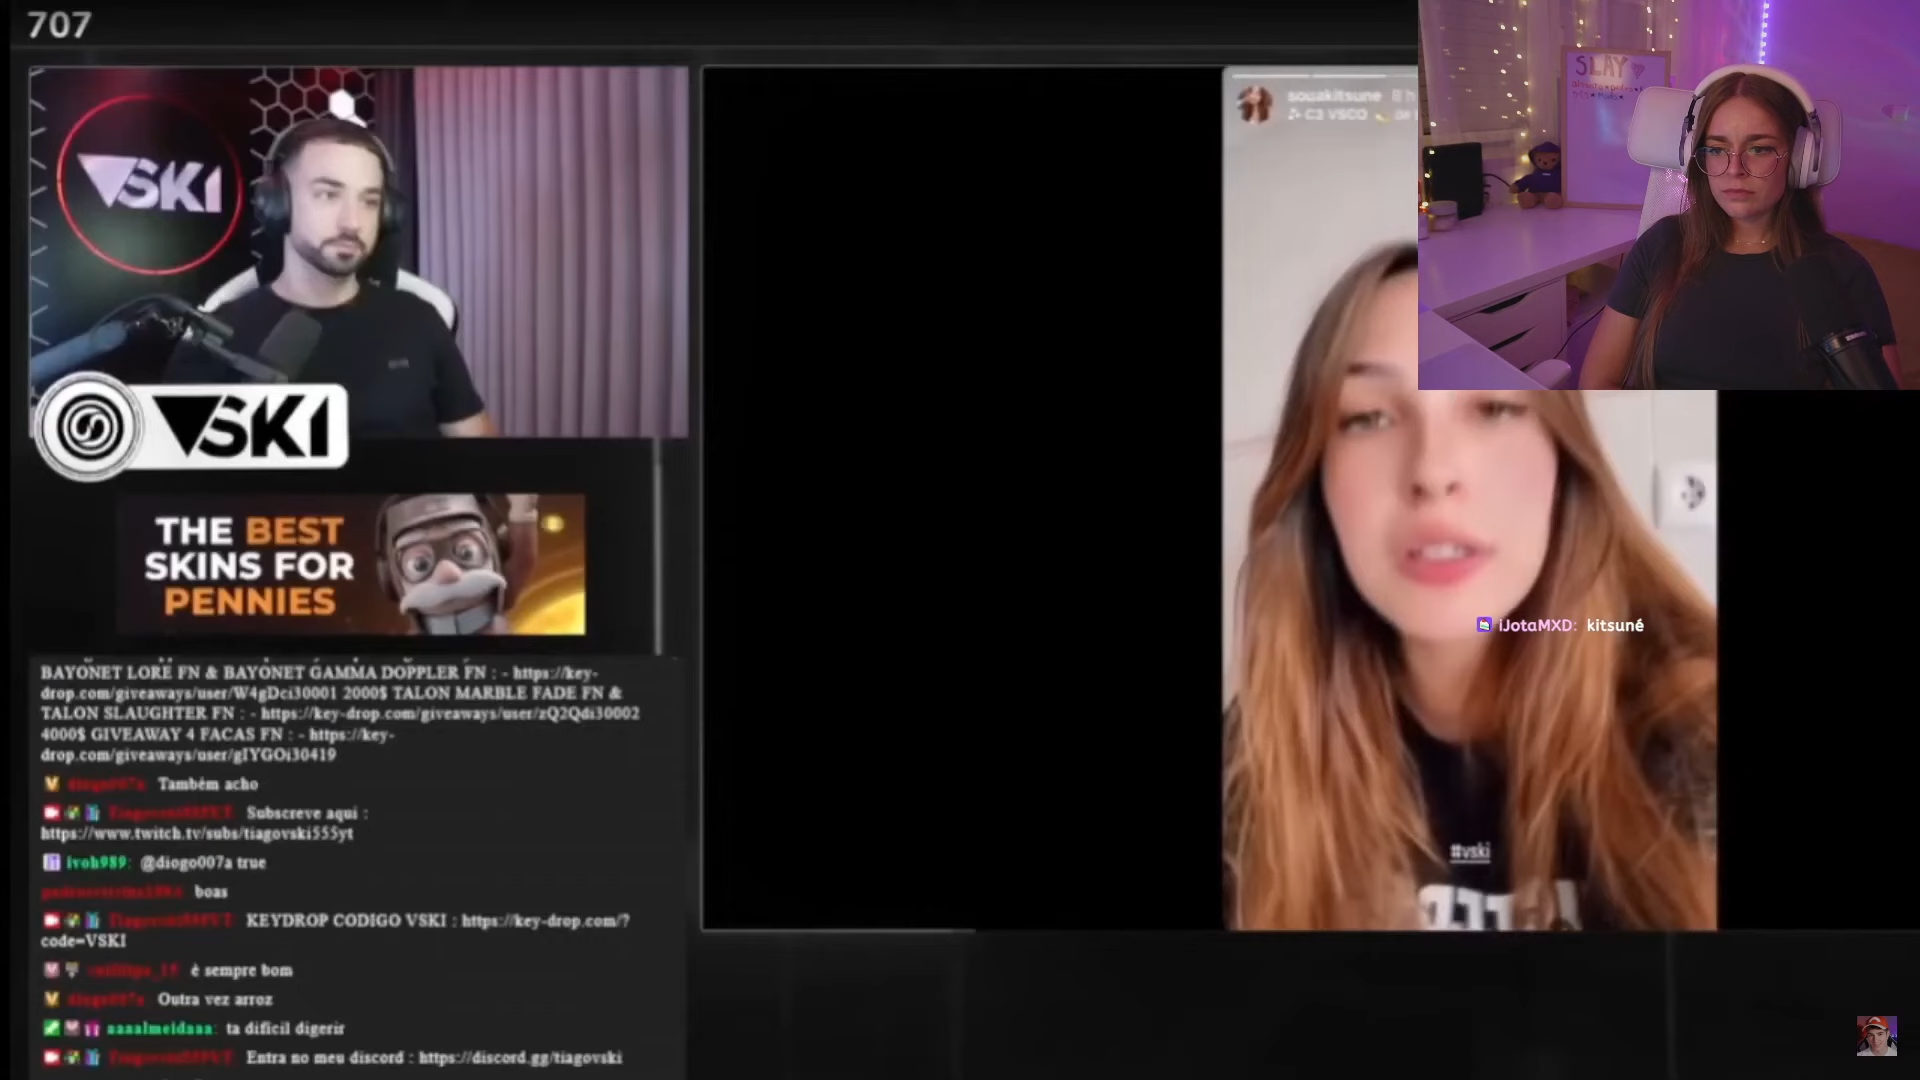 707
VSKI
VSKI
THE BEST
SKINS FOR
PENNIES
BAYONET LORE FN & BAYONET GAMMA DOPPLER FN : - https://key-
drop.com/giveaways/user/W4gDci30001 2000$ TALON MARBLE FADE FN &
TALON SLAUGHTER FN : - https://key-drop.com/giveaways/user/zQ2Qdi30002
4000$ GIVEAWAY 4 FACAS FN : - https://key-
drop.com/giveaways/user/gIYGOi30419
diogo007a Também acho
Subscreve aqui :
https://www.twitch.tv/subs/tiagovski555yt
ivoh989: @diogo007a true
boas
KEYDROP CODIGO VSKI : https://key-drop.com/?
code=VSKI
è sempre bom
diogo007a Outra vez arroz
aaaalmeidaaa: ta dificil digerir
Entra no meu discord : https://discord.gg/tiagovski
souakitsune
C3 VSCO
SLAY
iJotaMXD: kitsuné
#vski